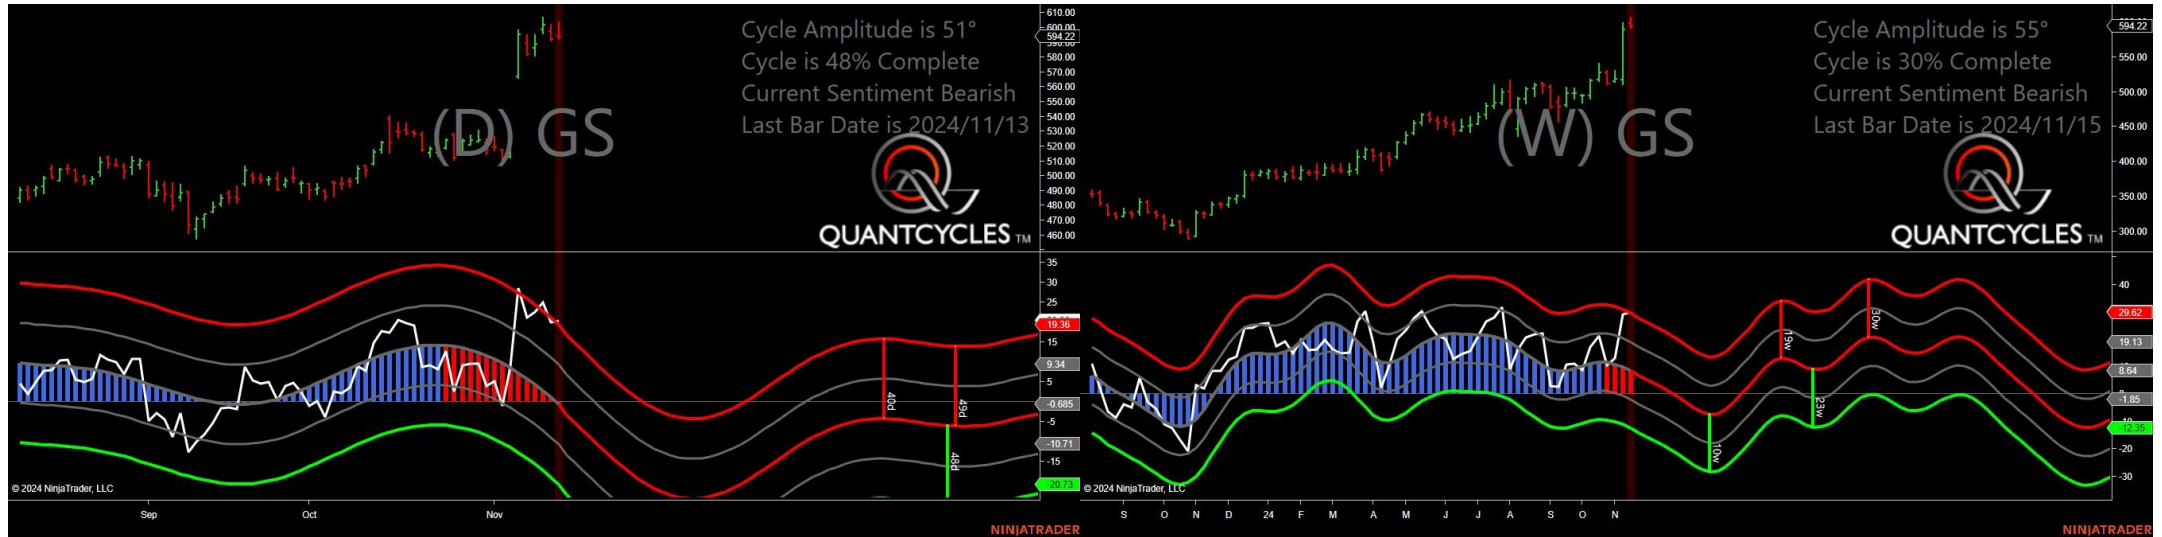 Cycle Amplitude is 51°
Cycle is 48% Complete
Current Sentiment Bearish
Last Bar Date is 2024/11/13
(D) GS
QUANTCYCLES TM
610.00
600.00
594.22
580.00
570.00
560.00
550.00
540.00
530.00
520.00
510.00
500.00
490.00
480.00
470.00
460.00
35
30
25
19.36
15
9.34
5
-0.685
-5
-10.71
-15
-20.73
40d
49d
48d
© 2024 NinjaTrader, LLC
Sep
Oct
Nov
NINJATRADER
Cycle Amplitude is 55°
Cycle is 30% Complete
Current Sentiment Bearish
Last Bar Date is 2024/11/15
(W) GS
QUANTCYCLES TM
594.22
550.00
500.00
450.00
400.00
350.00
300.00
40
29.62
19.13
8.64
-1.85
-12.35
-20
-30
19w
30w
23w
10w
© 2024 NinjaTrader, LLC
S
O
N
D
24
F
M
A
M
J
J
A
S
O
N
NINJATRADER